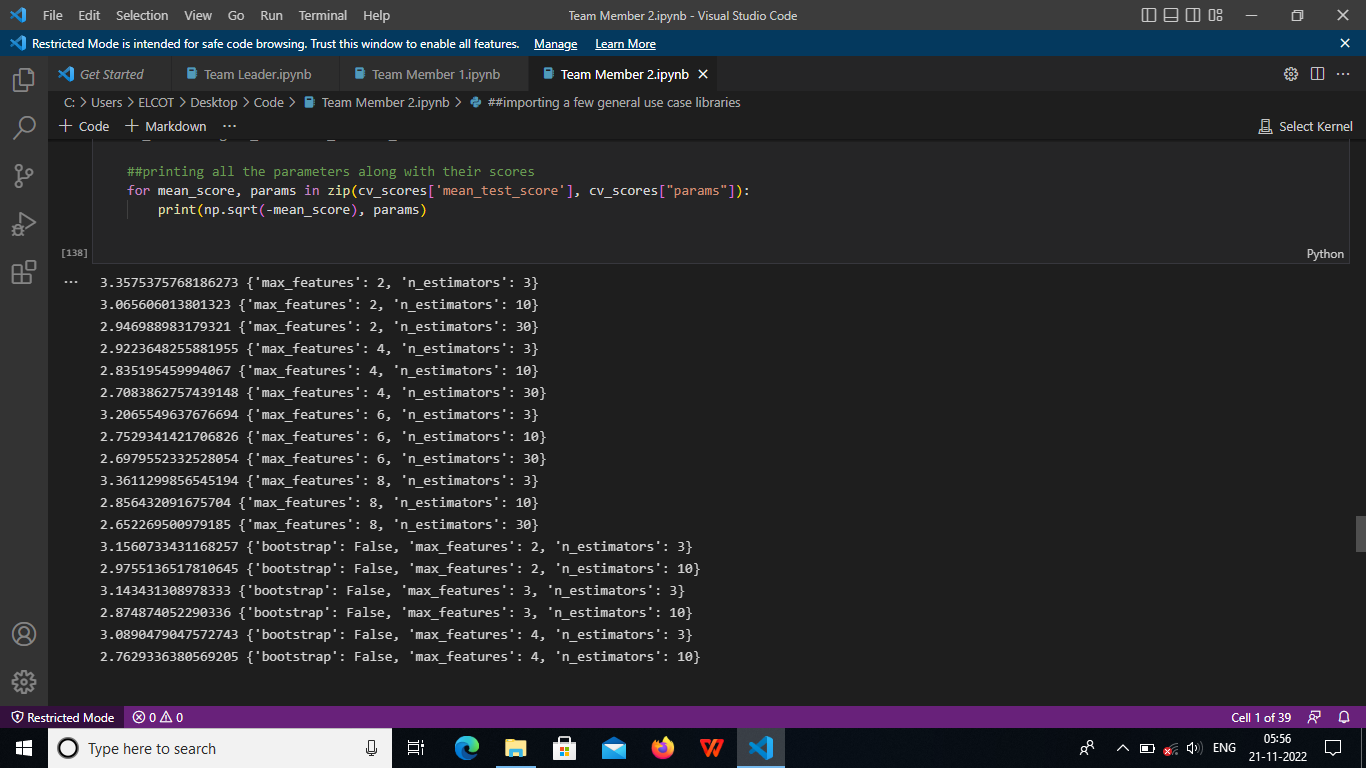 File Edit Selection View Go Run Terminal Help Team Member 2.ipynb - Visual Studio Code
Restricted Mode is intended for safe code browsing. Trust this window to enable all features. Manage Learn More
Get Started Team Leader.ipynb Team Member 1.ipynb Team Member 2.ipynb
C: > Users > ELCOT > Desktop > Code > Team Member 2.ipynb > ##importing a few general use case libraries
+ Code + Markdown ... Select Kernel
##printing all the parameters along with their scores
for mean_score, params in zip(cv_scores['mean_test_score'], cv_scores["params"]):
print(np.sqrt(-mean_score), params)
[138] Python
3.3575375768186273 {'max_features': 2, 'n_estimators': 3}
3.065606013801323 {'max_features': 2, 'n_estimators': 10}
2.946988983179321 {'max_features': 2, 'n_estimators': 30}
2.9223648255881955 {'max_features': 4, 'n_estimators': 3}
2.835195459994067 {'max_features': 4, 'n_estimators': 10}
2.7083862757439148 {'max_features': 4, 'n_estimators': 30}
3.2065549637676694 {'max_features': 6, 'n_estimators': 3}
2.7529341421706826 {'max_features': 6, 'n_estimators': 10}
2.6979552332528054 {'max_features': 6, 'n_estimators': 30}
3.3611299856545194 {'max_features': 8, 'n_estimators': 3}
2.856432091675704 {'max_features': 8, 'n_estimators': 10}
2.652269500979185 {'max_features': 8, 'n_estimators': 30}
3.1560733431168257 {'bootstrap': False, 'max_features': 2, 'n_estimators': 3}
2.9755136517810645 {'bootstrap': False, 'max_features': 2, 'n_estimators': 10}
3.143431308978333 {'bootstrap': False, 'max_features': 3, 'n_estimators': 3}
2.874874052290336 {'bootstrap': False, 'max_features': 3, 'n_estimators': 10}
3.0890479047572743 {'bootstrap': False, 'max_features': 4, 'n_estimators': 3}
2.7629336380569205 {'bootstrap': False, 'max_features': 4, 'n_estimators': 10}
Restricted Mode 0 0 Cell 1 of 39
Type here to search ENG 05:56
21-11-2022